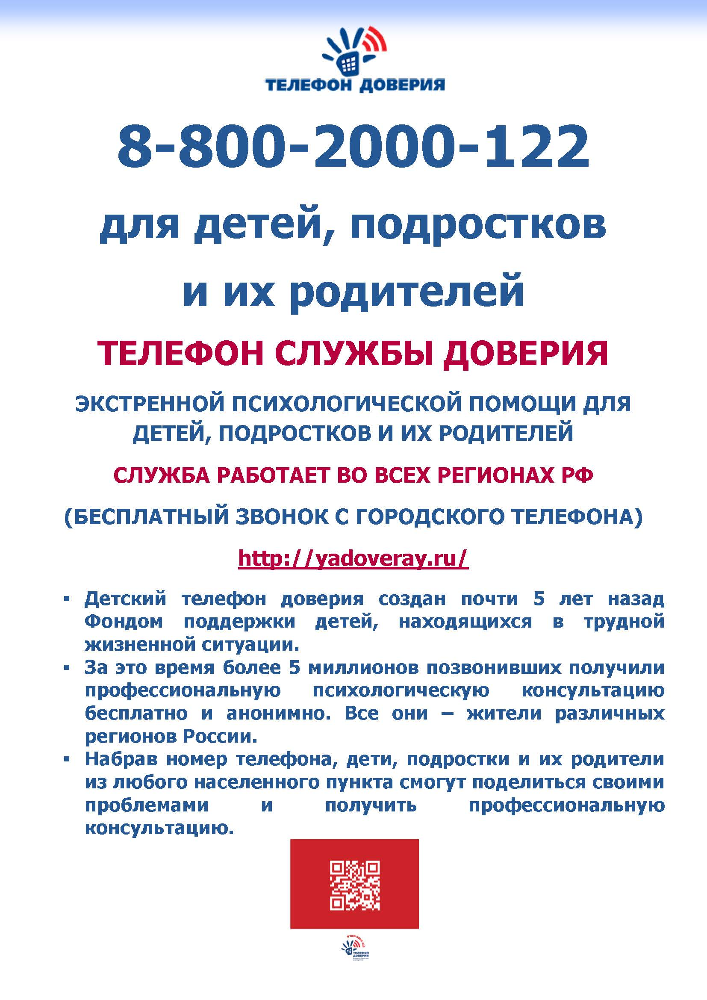 ТЕЛЕФОН ДОВЕРИЯ
8-800-2000-122
для детей, подростков
и их родителей
ТЕЛЕФОН СЛУЖБЫ ДОВЕРИЯ
ЭКСТРЕННОЙ ПСИХОЛОГИЧЕСКОЙ ПОМОЩИ ДЛЯ
ДЕТЕЙ, ПОДРОСТКОВ И ИХ РОДИТЕЛЕЙ
СЛУЖБА РАБОТАЕТ ВО ВСЕХ РЕГИОНАХ РФ
(БЕСПЛАТНЫЙ ЗВОНОК С ГОРОДСКОГО ТЕЛЕФОНА)
http://yadoveray.ru/
▪ Детский телефон доверия создан почти 5 лет назад
Фондом поддержки детей, находящихся в трудной
жизненной ситуации.
▪ За это время более 5 миллионов позвонивших получили
профессиональную психологическую консультацию
бесплатно и анонимно. Все они – жители различных
регионов России.
▪ Набрав номер телефона, дети, подростки и их родители
из любого населенного пункта смогут поделиться своими
проблемами и получить профессиональную
консультацию.
8-800-2000-122
ТЕЛЕФОН
ДОВЕРИЯ